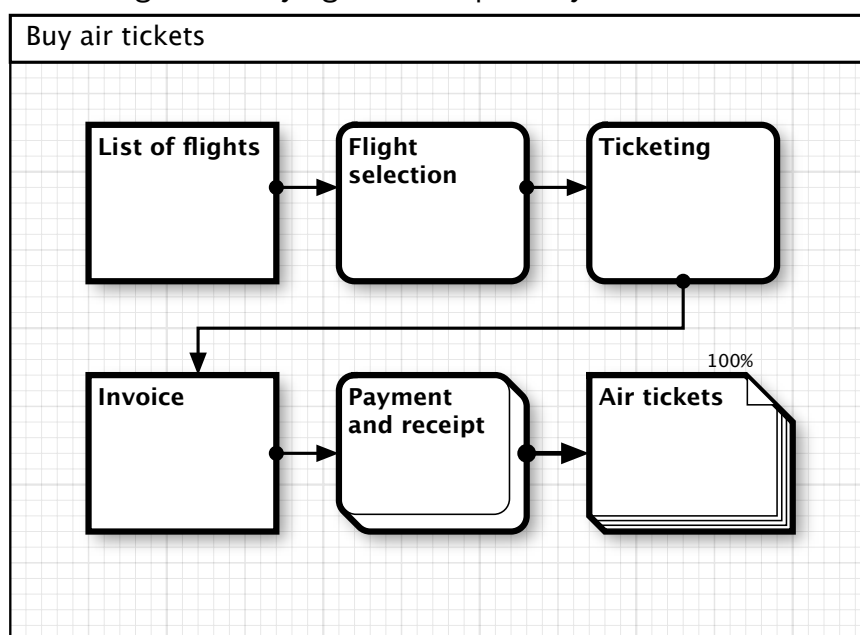 Buy air tickets
List of flights
Flight
selection
Ticketing
100%
Invoice
Payment
and receipt
Air tickets